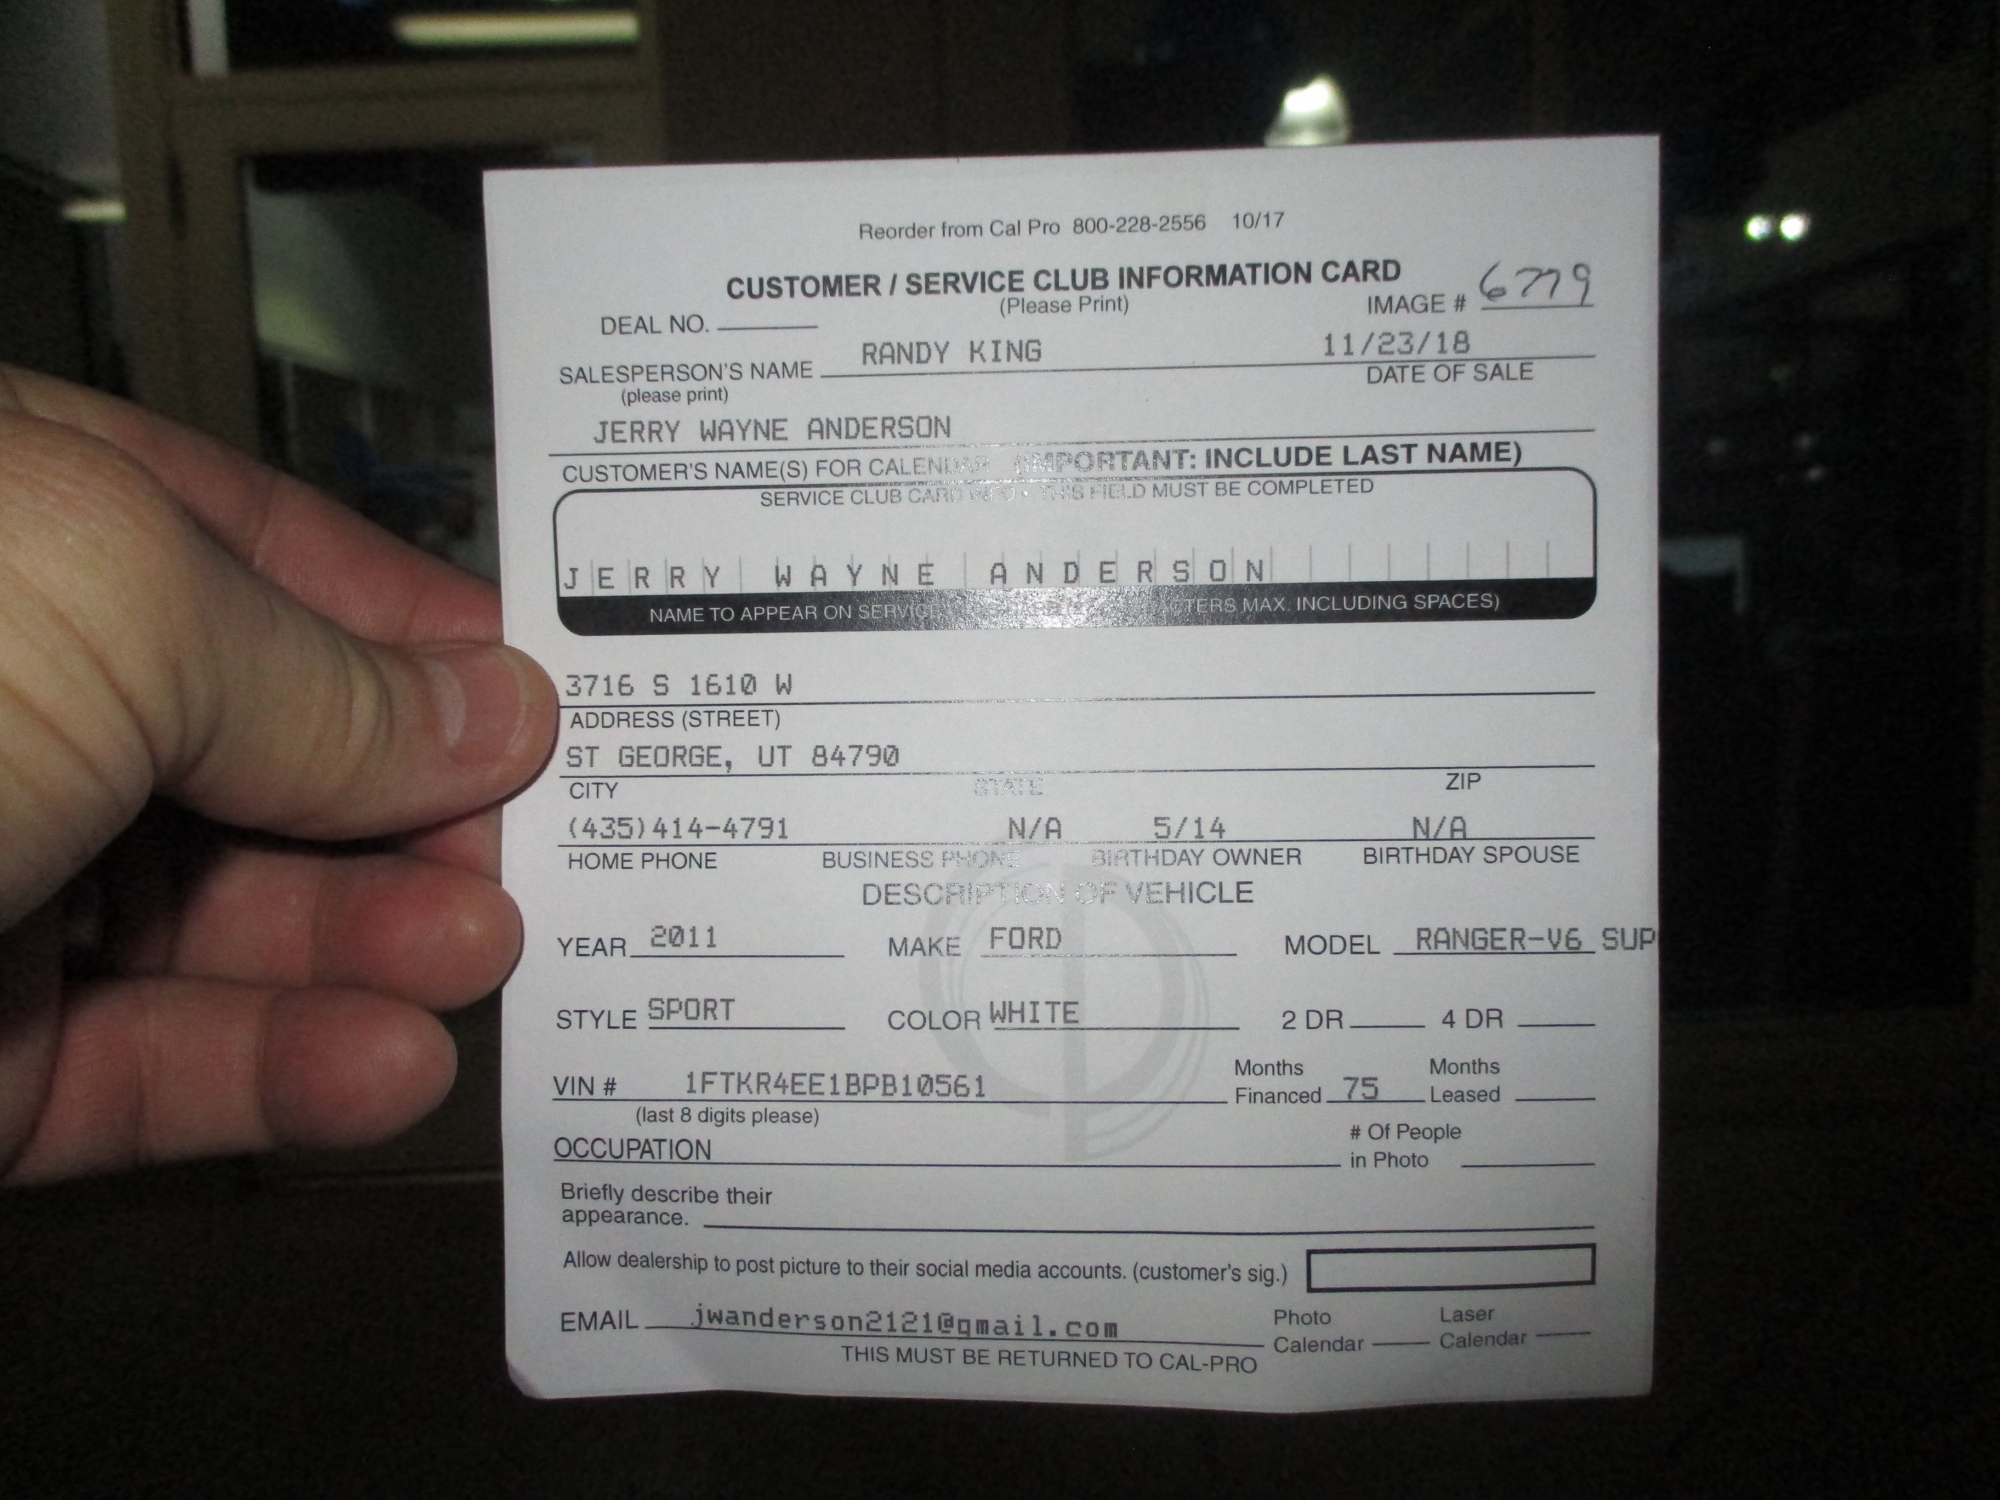 Reorder from Cal Pro 800-228-2556 10/17
CUSTOMER / SERVICE CLUB INFORMATION CARD
(Please Print)
IMAGE # 6779
DEAL NO.
SALESPERSON'S NAME RANDY KING 11/23/18
(please print) DATE OF SALE
JERRY WAYNE ANDERSON
CUSTOMER'S NAME(S) FOR CALENDAR (IMPORTANT: INCLUDE LAST NAME)
SERVICE CLUB CARD INFO • THIS FIELD MUST BE COMPLETED
JERRY WAYNE ANDERSON
NAME TO APPEAR ON SERVICE MAX. INCLUDING SPACES)
3716 S 1610 W
ADDRESS (STREET)
ST GEORGE, UT 84790
CITY STATE ZIP
(435)414-4791 N/A 5/14 N/A
HOME PHONE BUSINESS PHONE BIRTHDAY OWNER BIRTHDAY SPOUSE
DESCRIPTION OF VEHICLE
YEAR 2011 MAKE FORD MODEL RANGER-V6 SUP
STYLE SPORT COLOR WHITE 2 DR 4 DR
VIN # 1FTKR4EE1BPB10561 Months Financed 75 Months Leased
(last 8 digits please)
OCCUPATION # Of People in Photo
Briefly describe their
appearance.
Allow dealership to post picture to their social media accounts. (customer's sig.)
EMAIL jwanderson2121@gmail.com Photo Calendar Laser Calendar
THIS MUST BE RETURNED TO CAL-PRO